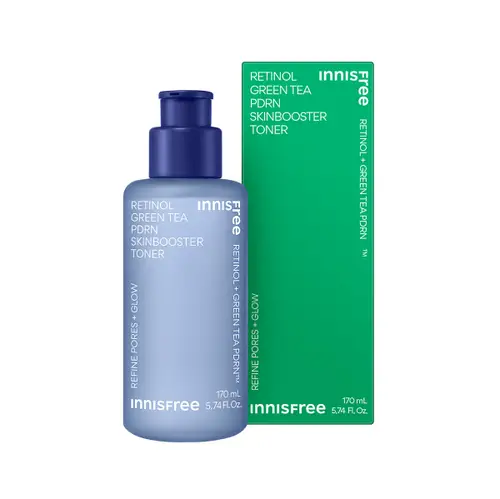 RETINOL
GREEN TEA
PDRN
SKINBOOSTER
TONER
INNISFree
RETINOL + GREEN TEA PDRN™
REFINE PORES + GLOW
170 mL
5.74 FL.Oz.
RETINOL
GREEN TEA
PDRN
SKINBOOSTER
TONER
INNISFree
RETINOL + GREEN TEA PDRN ™
REFINE PORES + GLOW
INNISFree
170 mL
5.74 FL.Oz.